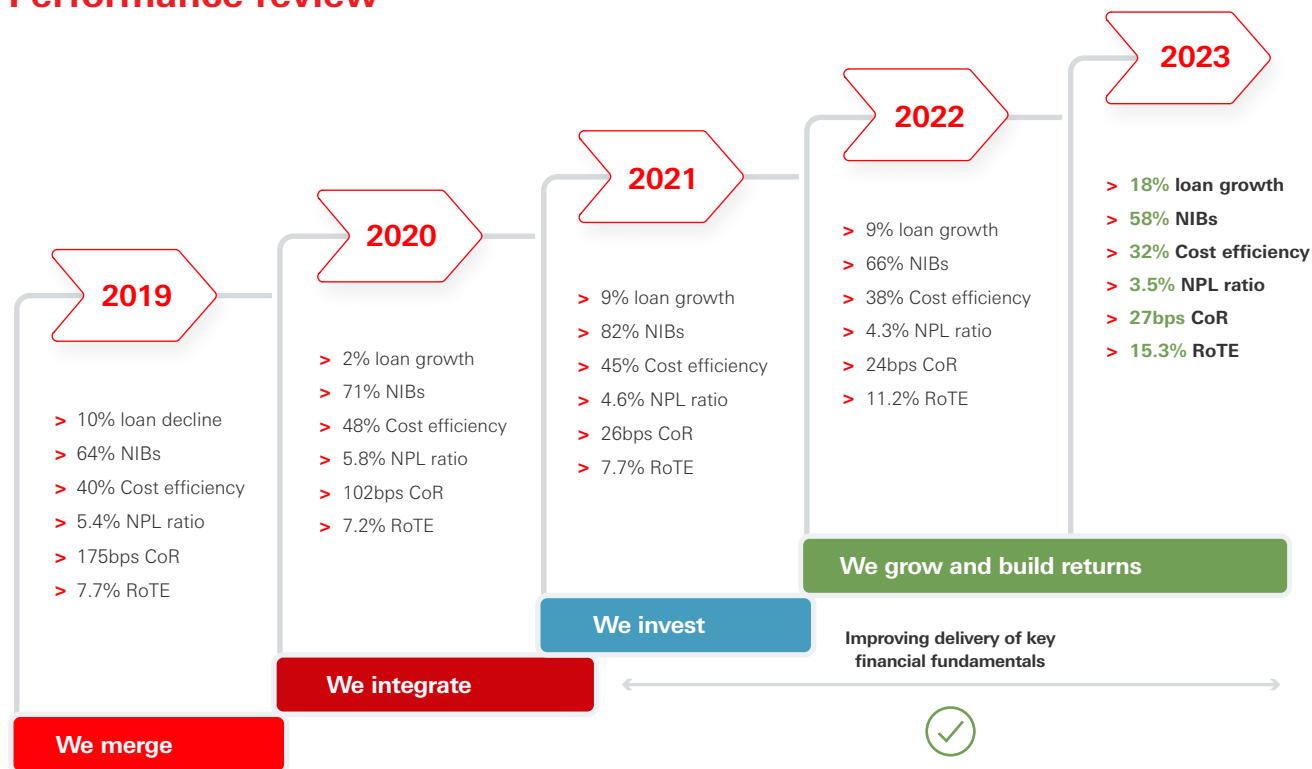 Performance review
2019
> 10% loan decline
> 64% NIBs
> 40% Cost efficiency
> 5.4% NPL ratio
> 175bps CoR
> 7.7% RoTE
We merge
2020
> 2% loan growth
> 71% NIBs
> 48% Cost efficiency
> 5.8% NPL ratio
> 102bps CoR
> 7.2% RoTE
We integrate
2021
> 9% loan growth
> 82% NIBs
> 45% Cost efficiency
> 4.6% NPL ratio
> 26bps CoR
> 7.7% RoTE
We invest
2022
> 9% loan growth
> 66% NIBs
> 38% Cost efficiency
> 4.3% NPL ratio
> 24bps CoR
> 11.2% RoTE
2023
> 18% loan growth
> 58% NIBs
> 32% Cost efficiency
> 3.5% NPL ratio
> 27bps CoR
> 15.3% RoTE
We grow and build returns
Improving delivery of key
financial fundamentals